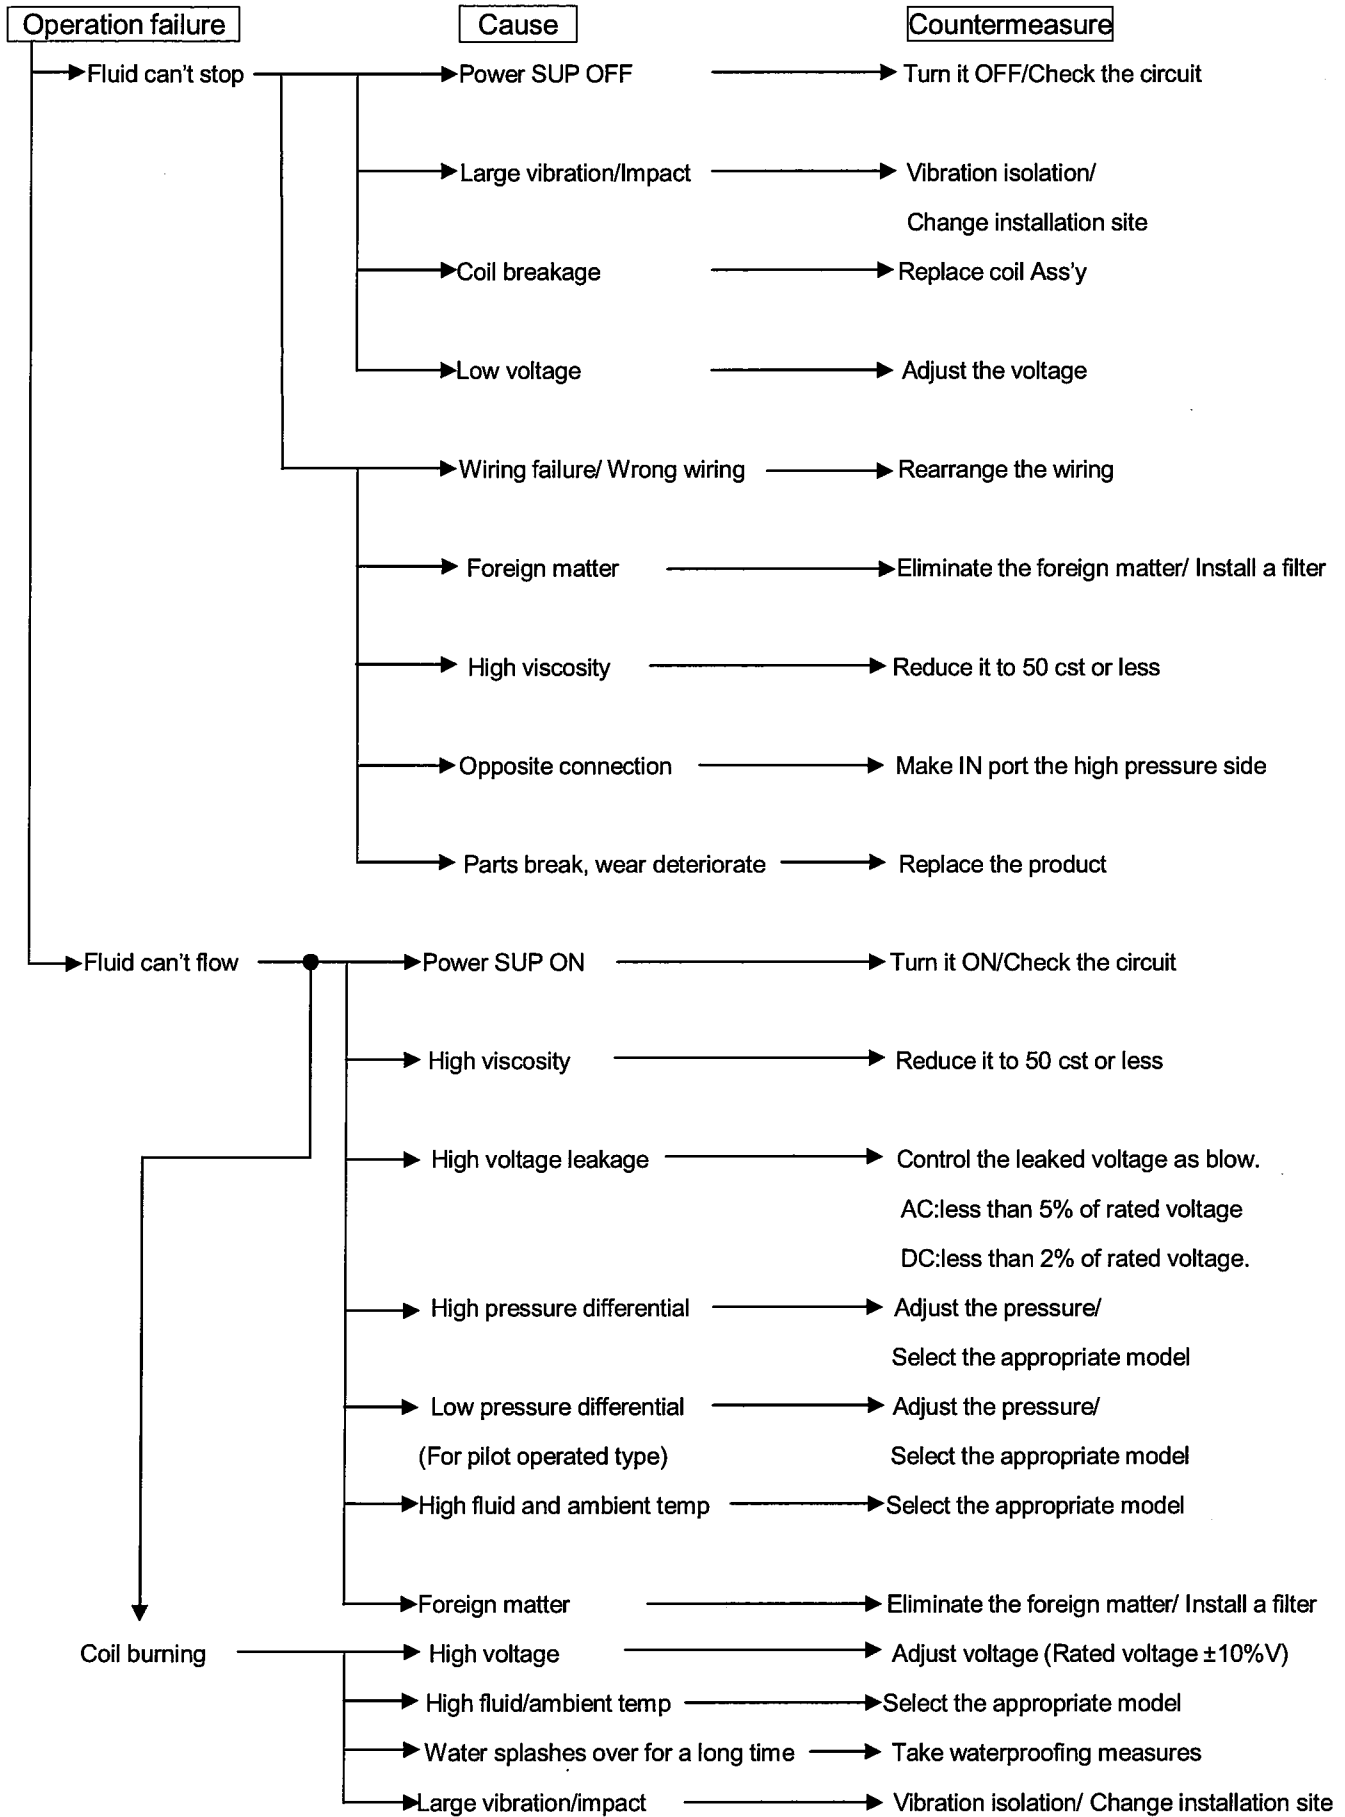 Operation failure Cause Countermeasure
Fluid can't stop Power SUP OFF Turn it OFF/Check the circuit
Large vibration/Impact Vibration isolation/
Change installation site
Coil breakage Replace coil Ass'y
Low voltage Adjust the voltage
Wiring failure/ Wrong wiring Rearrange the wiring
Foreign matter Eliminate the foreign matter/ Install a filter
High viscosity Reduce it to 50 cst or less
Opposite connection Make IN port the high pressure side
Parts break, wear deteriorate Replace the product
Fluid can't flow Power SUP ON Turn it ON/Check the circuit
High viscosity Reduce it to 50 cst or less
High voltage leakage Control the leaked voltage as blow.
AC:less than 5% of rated voltage
DC:less than 2% of rated voltage.
High pressure differential Adjust the pressure/
Select the appropriate model
Low pressure differential Adjust the pressure/
(For pilot operated type) Select the appropriate model
High fluid and ambient temp Select the appropriate model
Foreign matter Eliminate the foreign matter/ Install a filter
Coil burning High voltage Adjust voltage (Rated voltage ±10%V)
High fluid/ambient temp Select the appropriate model
Water splashes over for a long time Take waterproofing measures
Large vibration/impact Vibration isolation/ Change installation site